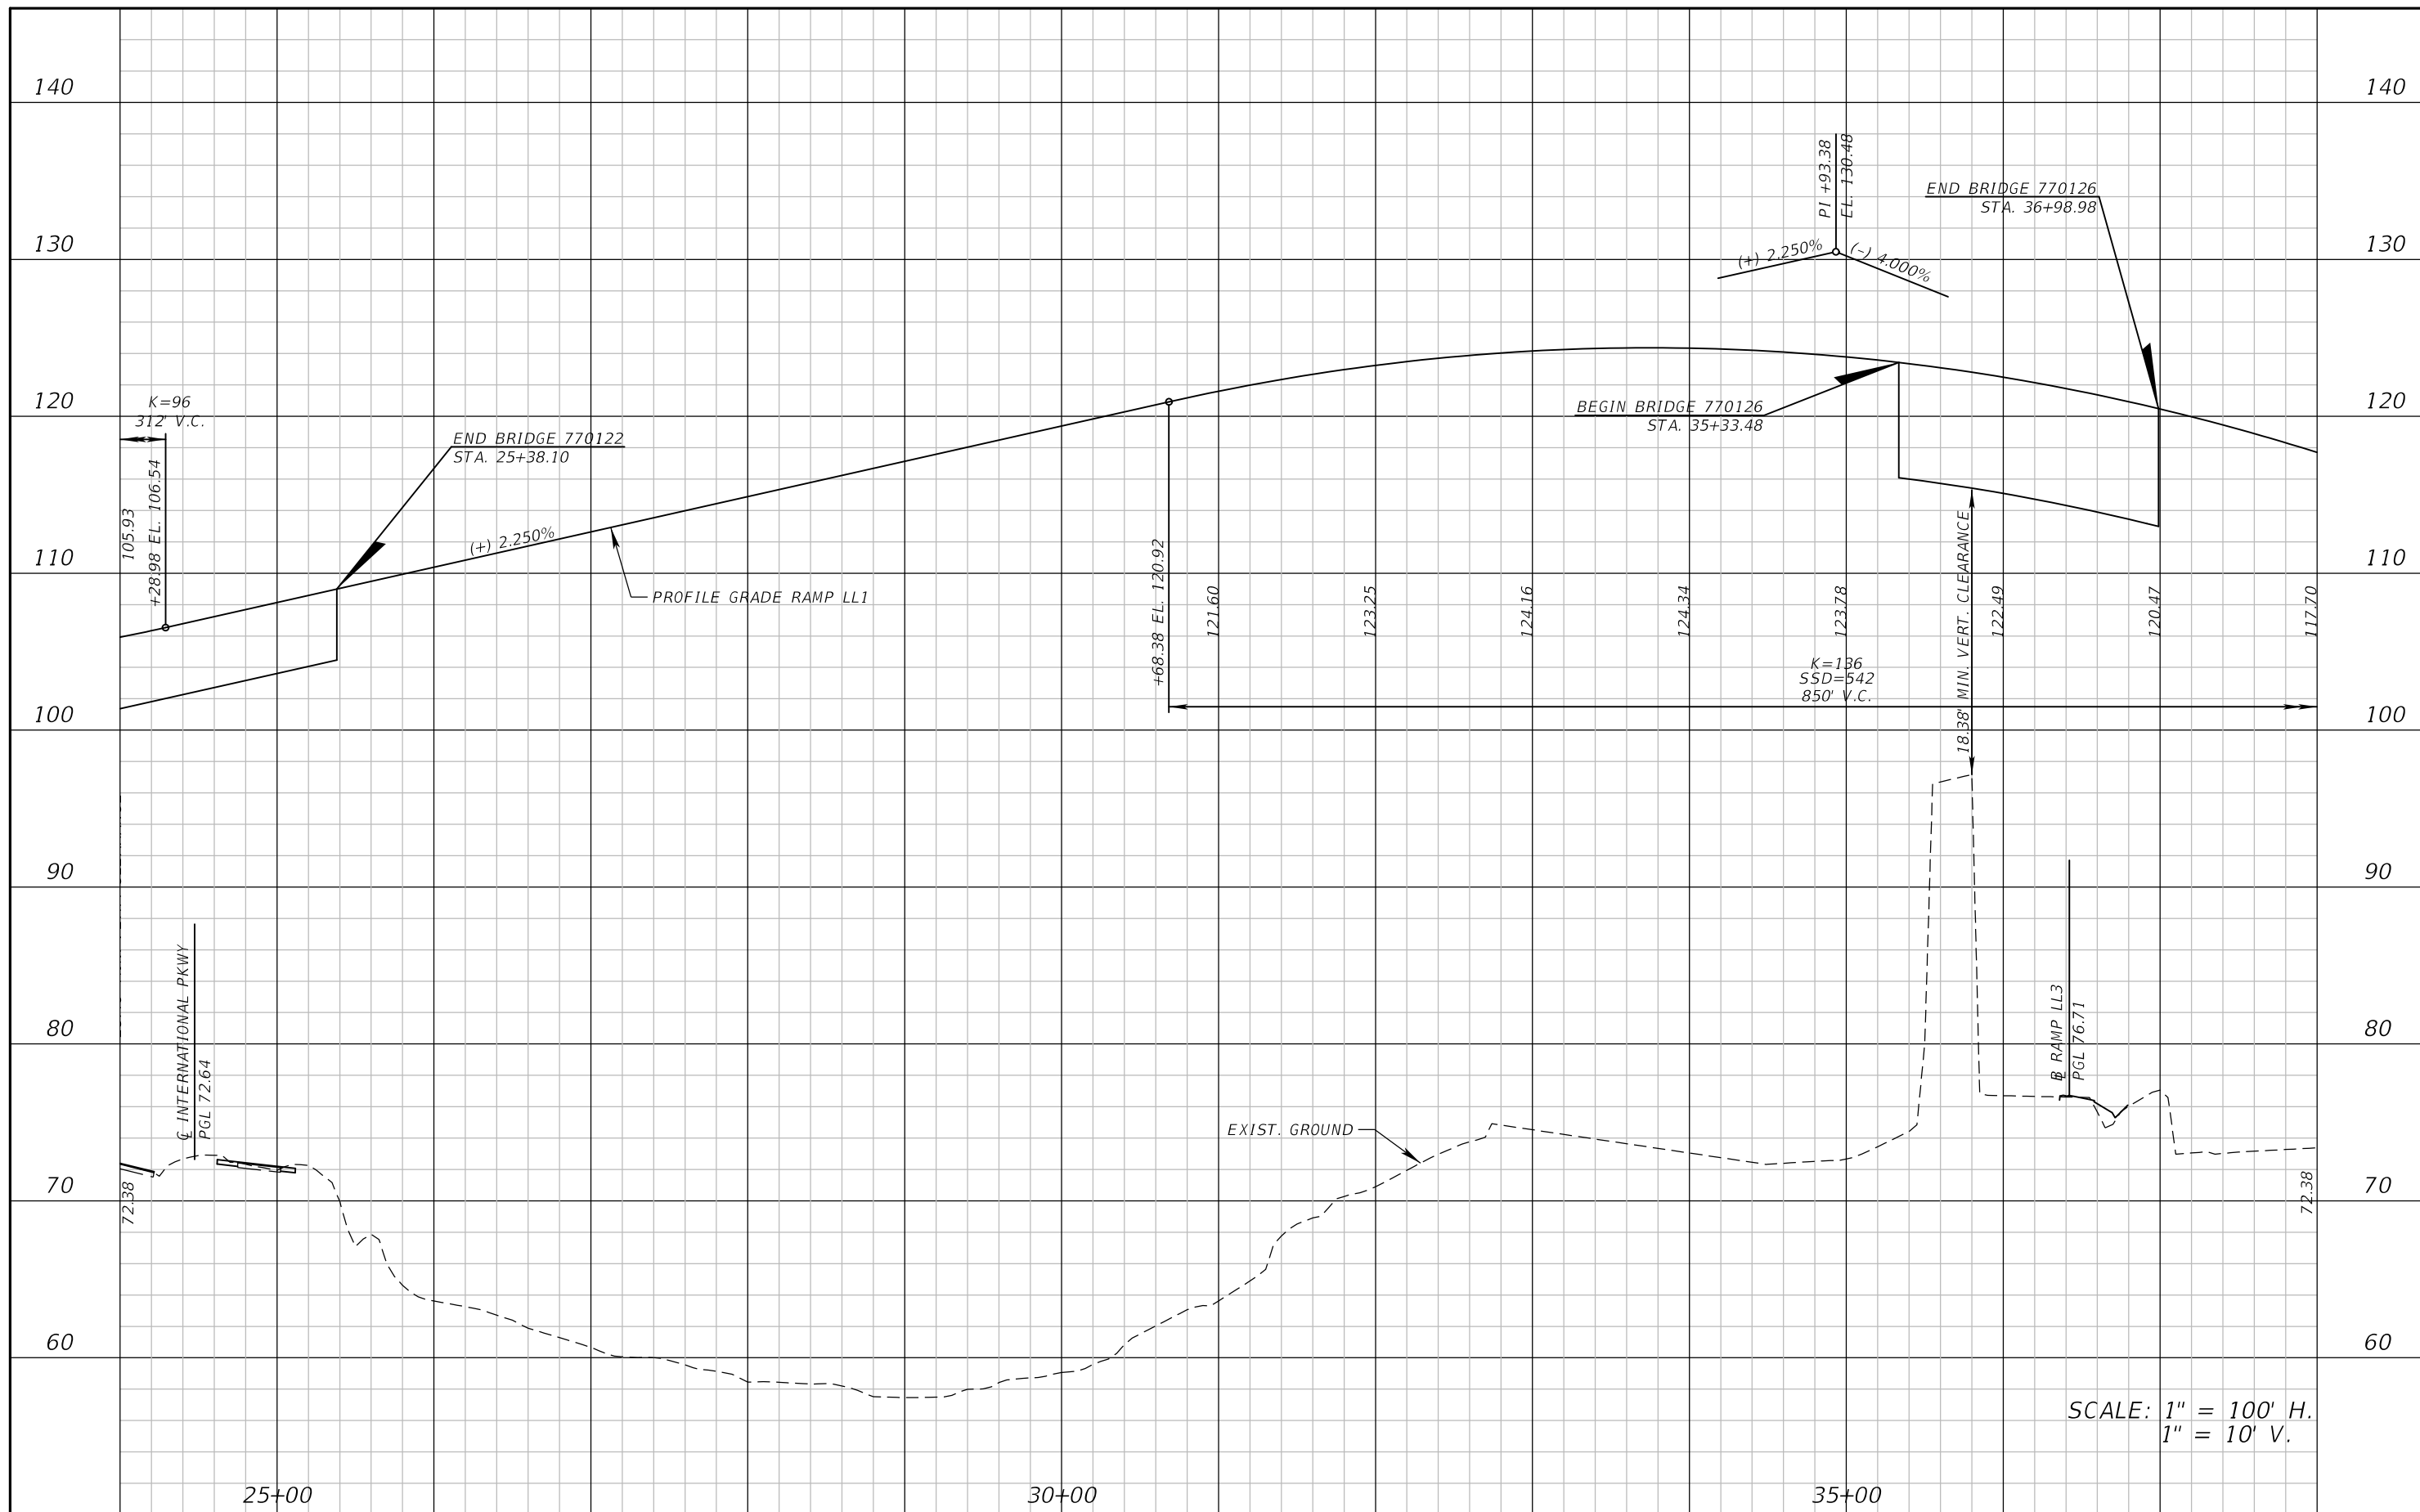 140
140
130
130
120
120
110
110
100
100
90
90
80
80
70
70
60
60
PI +93.38
EL. 130.48
(+) 2.250%
(-) 4.000%
END BRIDGE 770126
STA. 36+98.98
K=96
312' V.C.
END BRIDGE 770122
STA. 25+38.10
105.93
+28.98 EL. 106.54
(+) 2.250%
PROFILE GRADE RAMP LL1
BEGIN BRIDGE 770126
STA. 35+33.48
+68.38 EL. 120.92
121.60
123.25
124.16
124.34
123.78
122.49
120.47
117.70
K=136
SSD=542
850' V.C.
18.38' MIN. VERT. CLEARANCE
℄ INTERNATIONAL PKWY
PGL 72.64
72.38
EXIST. GROUND
B RAMP LL3
PGL 76.71
72.38
SCALE: 1" = 100' H.
1" = 10' V.
25+00
30+00
35+00